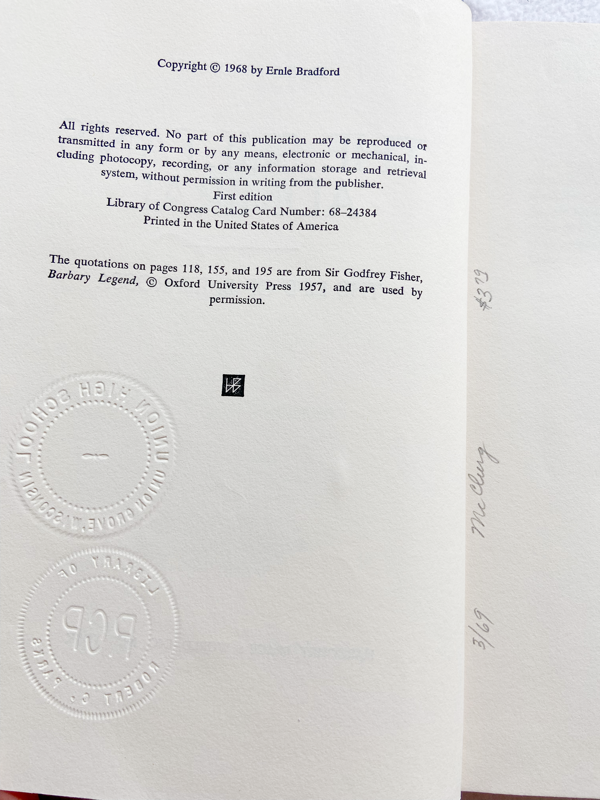 Copyright © 1968 by Ernle Bradford
All rights reserved. No part of this publication may be reproduced or
transmitted in any form or by any means, electronic or mechanical, in-
cluding photocopy, recording, or any information storage and retrieval
system, without permission in writing from the publisher.
First edition
Library of Congress Catalog Card Number: 68–24384
Printed in the United States of America
The quotations on pages 118, 155, and 195 are from Sir Godfrey Fisher,
Barbary Legend, © Oxford University Press 1957, and are used by
permission.
UNION HIGH SCHOOL
UNION GROVE, WISCONSIN
LIBRARY OF
ROBERT C. PARKS
$3.79
McClurg
3/69